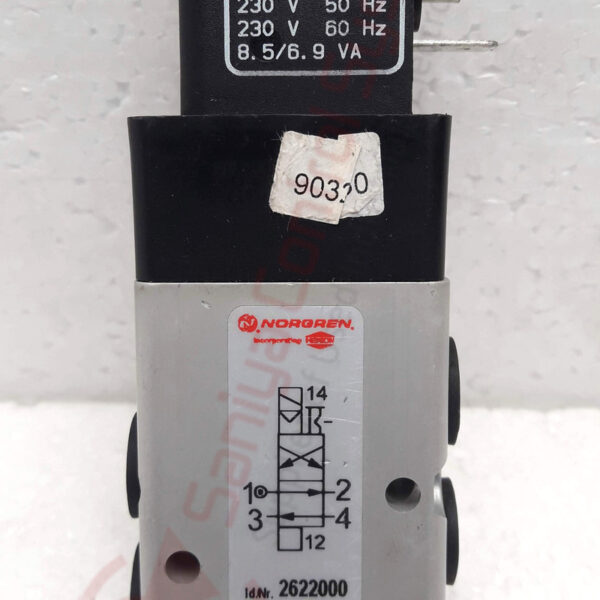 230 V 50 Hz
230 V 60 Hz
8.5/6.9 VA
NORGREN
Incorporating HERION
14
1 2
3 4
12
Id.Nr. 2622000